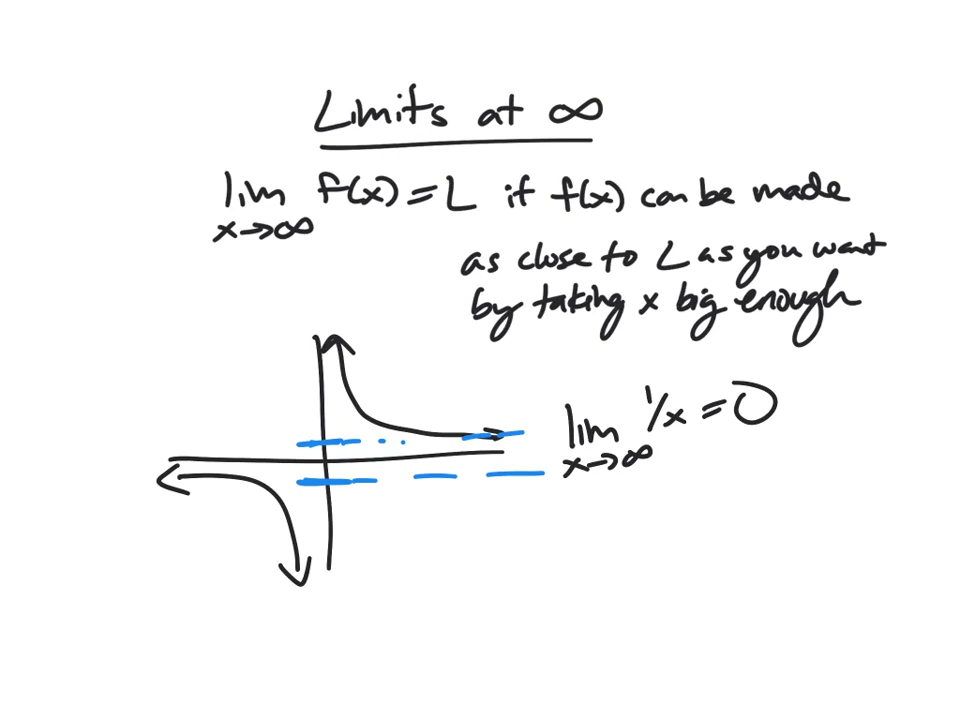 Limits at ∞
lim x→∞ f(x) = L if f(x) can be made
as close to L as you want
by taking x big enough
lim x→∞ 1/x = 0